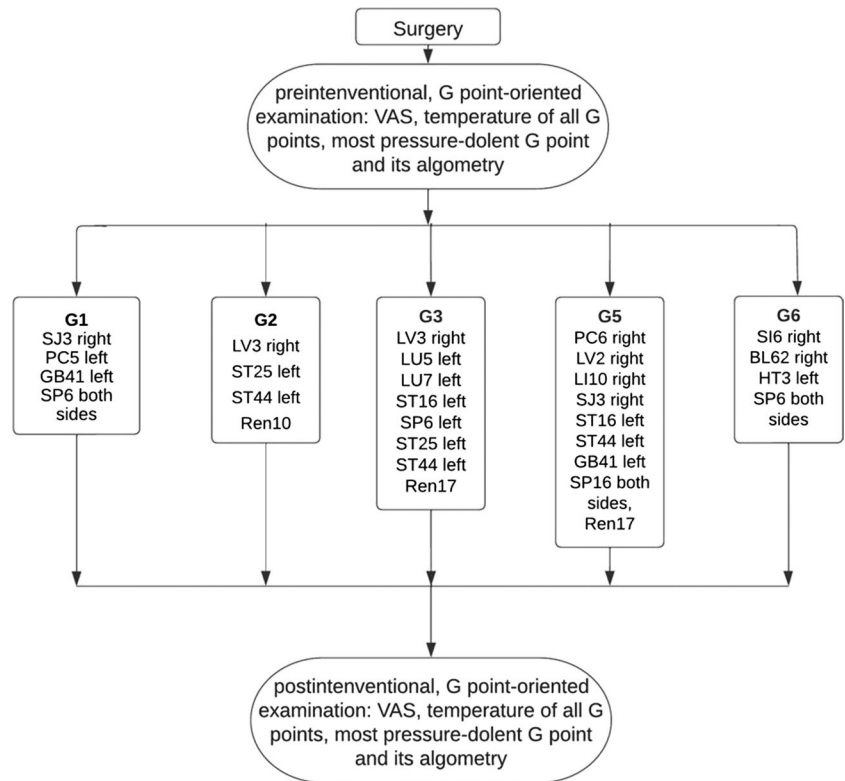 Surgery
preintenventional, G point-oriented
examination: VAS, temperature of all G
points, most pressure-dolent G point
and its algometry
G1
SJ3 right
PC5 left
GB41 left
SP6 both
sides
G2
LV3 right
ST25 left
ST44 left
Ren10
G3
LV3 right
LU5 left
LU7 left
ST16 left
SP6 left
ST25 left
ST44 left
Ren17
G5
PC6 right
LV2 right
LI10 right
SJ3 right
ST16 left
ST44 left
GB41 left
SP16 both
sides,
Ren17
G6
SI6 right
BL62 right
HT3 left
SP6 both
sides
postintenventional, G point-oriented
examination: VAS, temperature of all G
points, most pressure-dolent G point
and its algometry